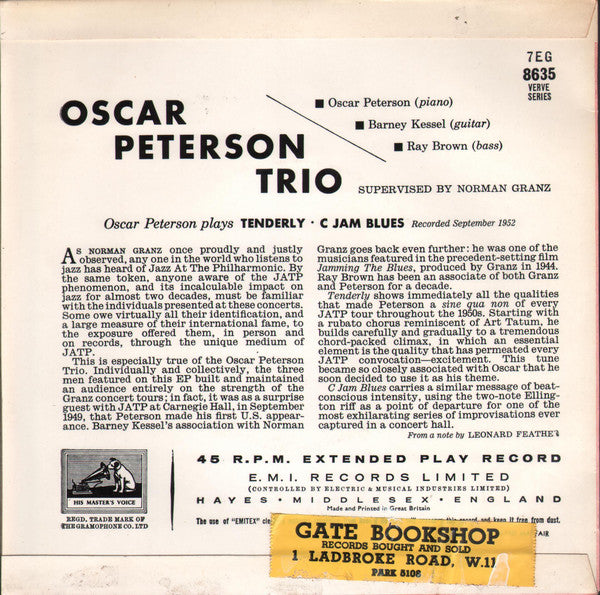 7EG
8635
VERVE
SERIES
OSCAR
PETERSON
TRIO
Oscar Peterson (piano)
Barney Kessel (guitar)
Ray Brown (bass)
SUPERVISED BY NORMAN GRANZ
Oscar Peterson plays TENDERLY · C JAM BLUES Recorded September 1952
AS NORMAN GRANZ once proudly and justly
observed, any one in the world who listens to
jazz has heard of Jazz At The Philharmonic. By
the same token, anyone aware of the JATP
phenomenon, and its incalculable impact on
jazz for almost two decades, must be familiar
with the individuals presented at these concerts.
Some owe virtually all their identification, and
a large measure of their international fame, to
the exposure offered them, in person and
on records, through the unique medium of
JATP.
This is especially true of the Oscar Peterson
Trio. Individually and collectively, the three
men featured on this EP built and maintained
an audience entirely on the strength of the
Granz concert tours; in fact, it was as a surprise
guest with JATP at Carnegie Hall, in September
1949, that Peterson made his first U.S. appear-
ance. Barney Kessel's association with Norman
Granz goes back even further: he was one of the
musicians featured in the precedent-setting film
Jamming The Blues, produced by Granz in 1944.
Ray Brown has been an associate of both Granz
and Peterson for a decade.
Tenderly shows immediately all the qualities
that made Peterson a sine qua non of every
JATP tour throughout the 1950s. Starting with
a rubato chorus reminiscent of Art Tatum, he
builds carefully and gradually to a tremendous
chord-packed climax, in which an essential
element is the quality that has permeated every
JATP convocation—excitement. This tune
became so closely associated with Oscar that he
soon decided to use it as his theme.
C Jam Blues carries a similar message of beat-
conscious intensity, using the two-note Elling-
ton riff as a point of departure for one of the
most exhilarating series of improvisations ever
captured in a concert hall.
From a note by LEONARD FEATHER
HIS MASTER'S VOICE
REGD. TRADE MARK OF
THE GRAMOPHONE CO. LTD
45 R.P.M. EXTENDED PLAY RECORD
E.M.I. RECORDS LIMITED
(CONTROLLED BY ELECTRIC & MUSICAL INDUSTRIES LIMITED)
HAYES · MIDDLESEX · ENGLAND
Made and Printed in Great Britain
The use of "EMITEX" cle this record, and keep it free from dust.
GATE BOOKSHOP
RECORDS BOUGHT AND SOLD
1 LADBROKE ROAD, W.11
PARK 5108